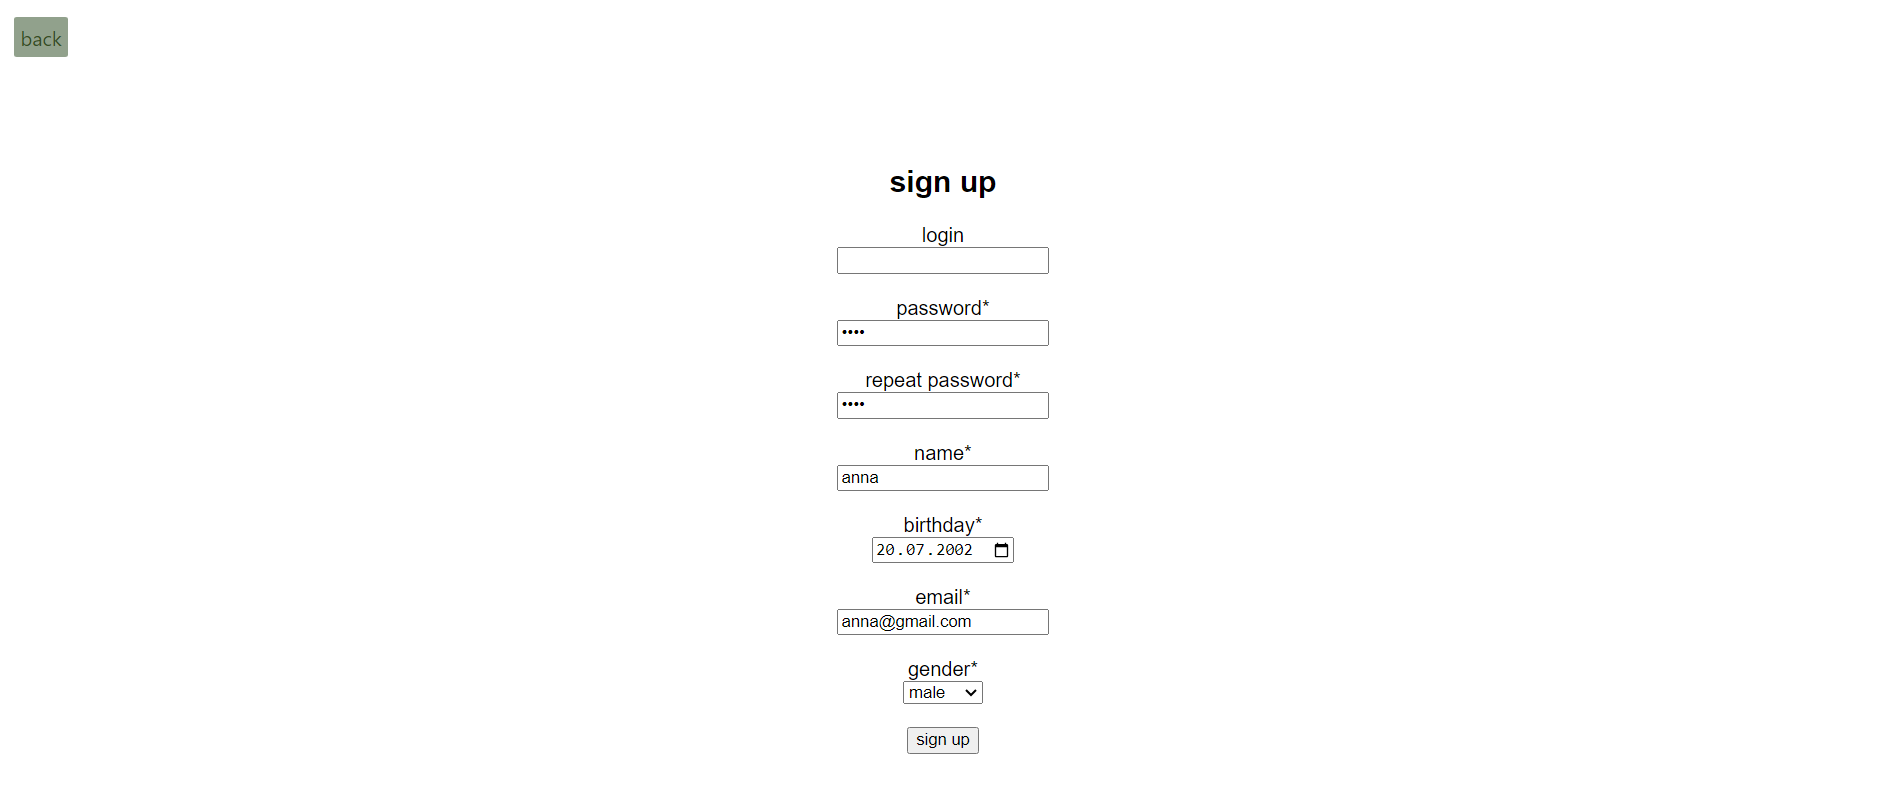 back
sign up
login
password*
••••
repeat password*
••••
name*
anna
birthday*
20.07.2002
email*
anna@gmail.com
gender*
male
sign up